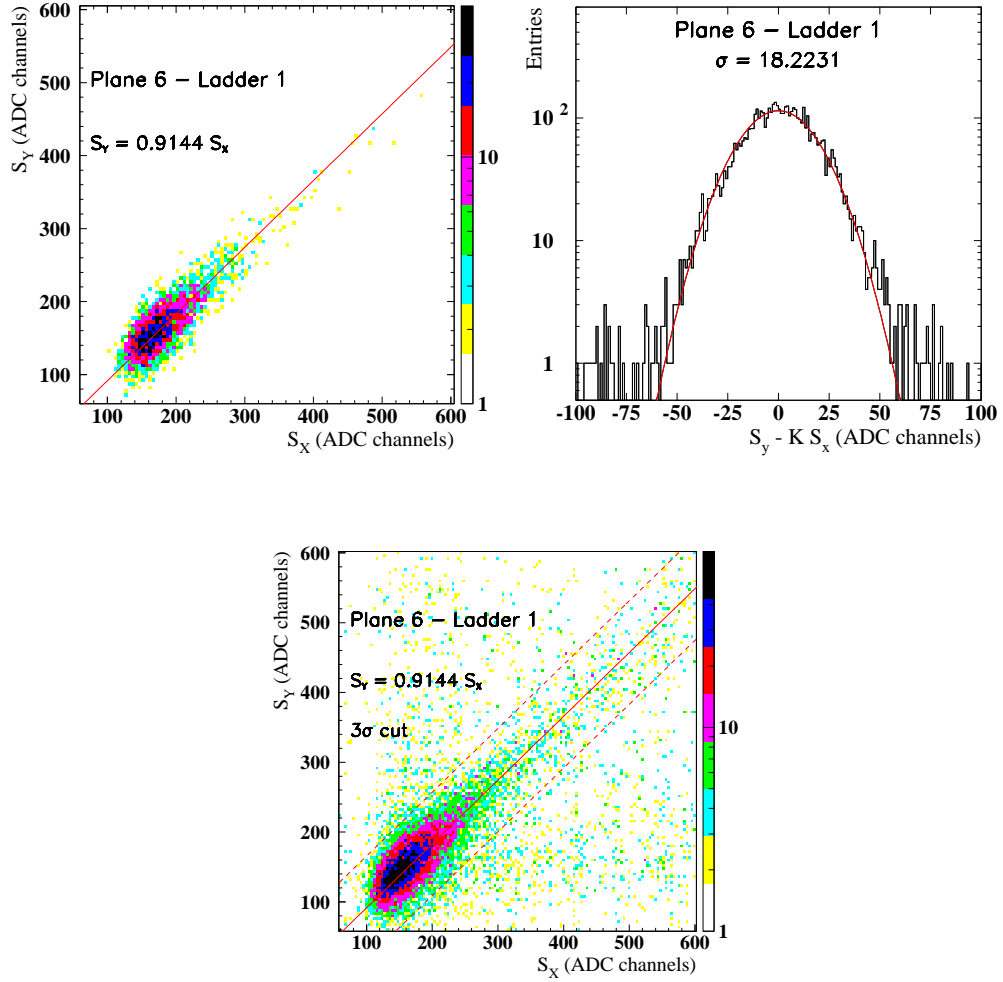 S_Y (ADC channels)
600
500
400
300
200
100
Plane 6 – Ladder 1
S_Y = 0.9144 S_X
100 200 300 400 500 600
S_X (ADC channels)
10
1
Entries
10^2
10
1
Plane 6 – Ladder 1
σ = 18.2231
-100 -75 -50 -25 0 25 50 75 100
S_y - K S_x (ADC channels)
S_Y (ADC channels)
600
500
400
300
200
100
Plane 6 – Ladder 1
S_Y = 0.9144 S_X
3σ cut
100 200 300 400 500 600
S_X (ADC channels)
10
1